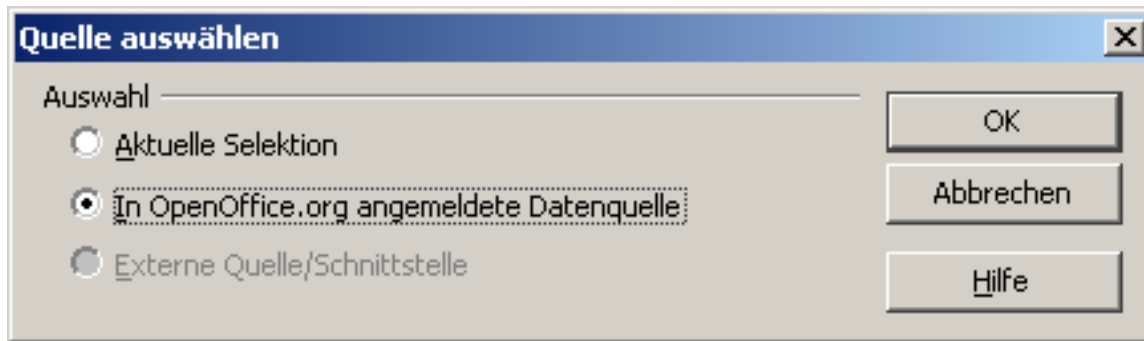 Quelle auswählen
Auswahl
Aktuelle Selektion
In OpenOffice.org angemeldete Datenquelle
Externe Quelle/Schnittstelle
OK
Abbrechen
Hilfe